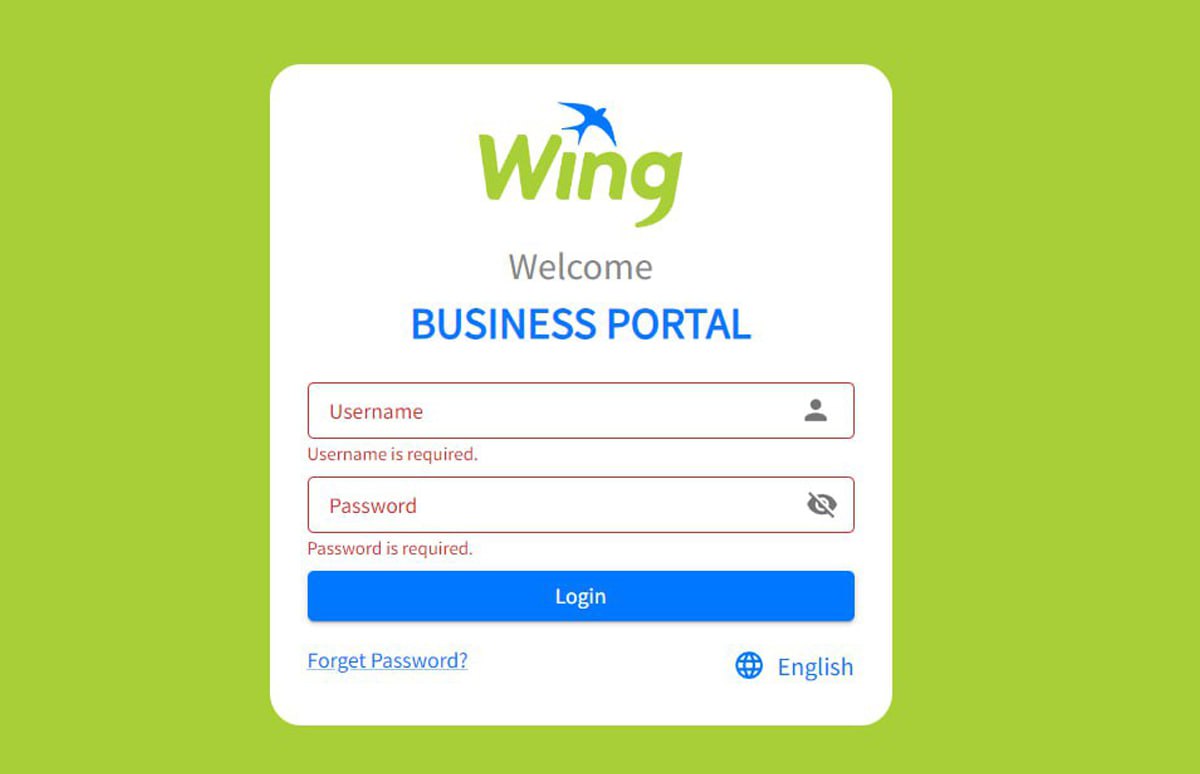 Wing
Welcome
BUSINESS PORTAL
Username
Username is required.
Password
Password is required.
Login
Forget Password?
English